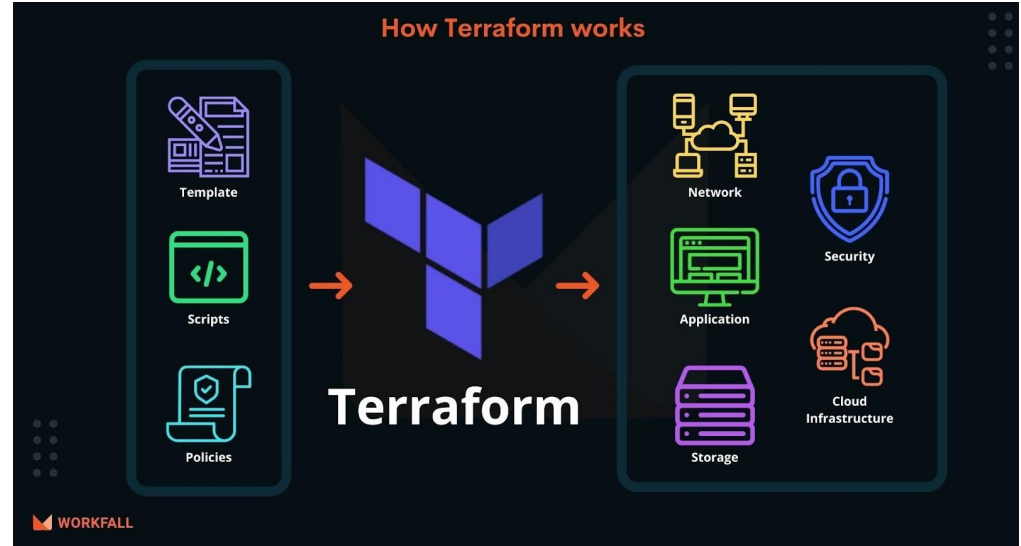 How Terraform works
Template
Scripts
Policies
Terraform
Network
Application
Storage
Security
Cloud
Infrastructure
WORKFALL